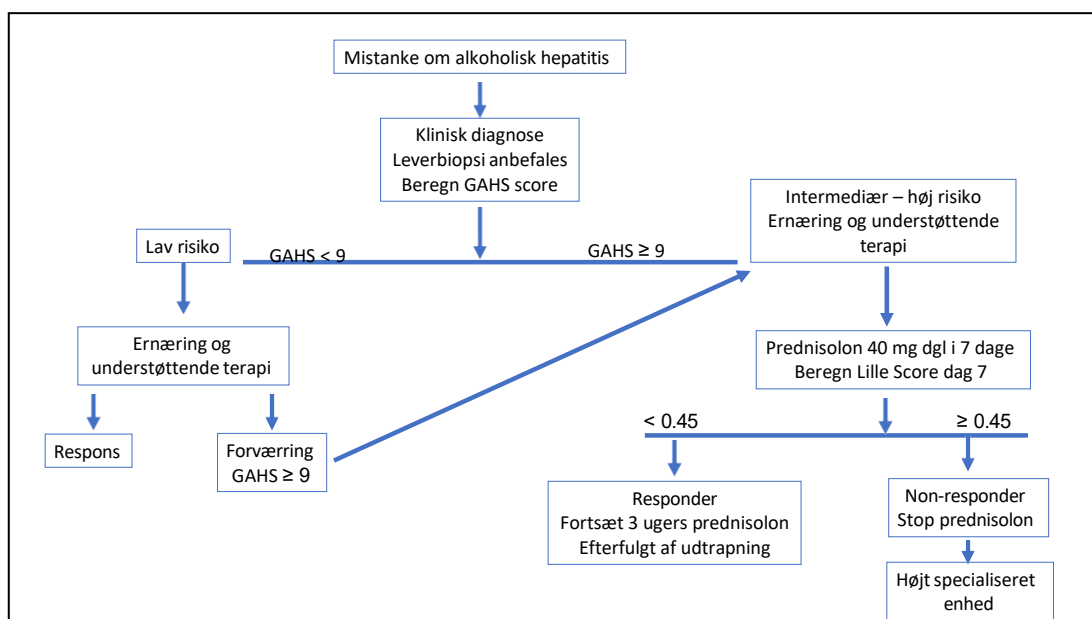 Mistanke om alkoholisk hepatitis
Klinisk diagnose
Leverbiopsi anbefales
Beregn GAHS score
Lav risiko
GAHS < 9
GAHS ≥ 9
Intermediær – høj risiko
Ernæring og understøttende
terapi
Ernæring og
understøttende terapi
Respons
Forværring
GAHS ≥ 9
Prednisolon 40 mg dgl i 7 dage
Beregn Lille Score dag 7
< 0.45
≥ 0.45
Responder
Fortsæt 3 ugers prednisolon
Efterfulgt af udtrapning
Non-responder
Stop prednisolon
Højt specialiseret
enhed